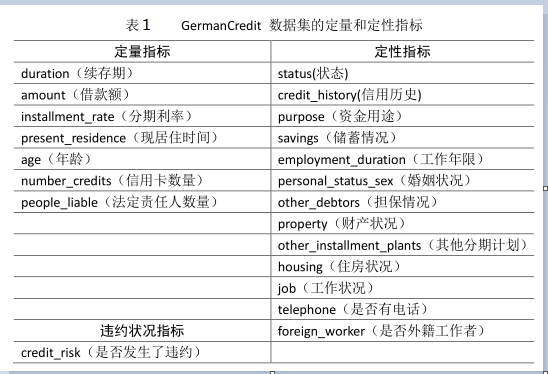 表1 GermanCredit 数据集的定量和定性指标
定量指标 定性指标
duration（续存期） status(状态)
amount（借款额） credit_history(信用历史)
installment_rate（分期利率） purpose（资金用途）
present_residence（现居住时间） savings（储蓄情况）
age（年龄） employment_duration（工作年限）
number_credits（信用卡数量） personal_status_sex（婚姻状况）
people_liable（法定责任人数量） other_debtors（担保情况）
property（财产状况）
other_installment_plants（其他分期计划）
housing（住房状况）
job（工作状况）
telephone（是否有电话）
违约状况指标 foreign_worker（是否外籍工作者）
credit_risk（是否发生了违约）